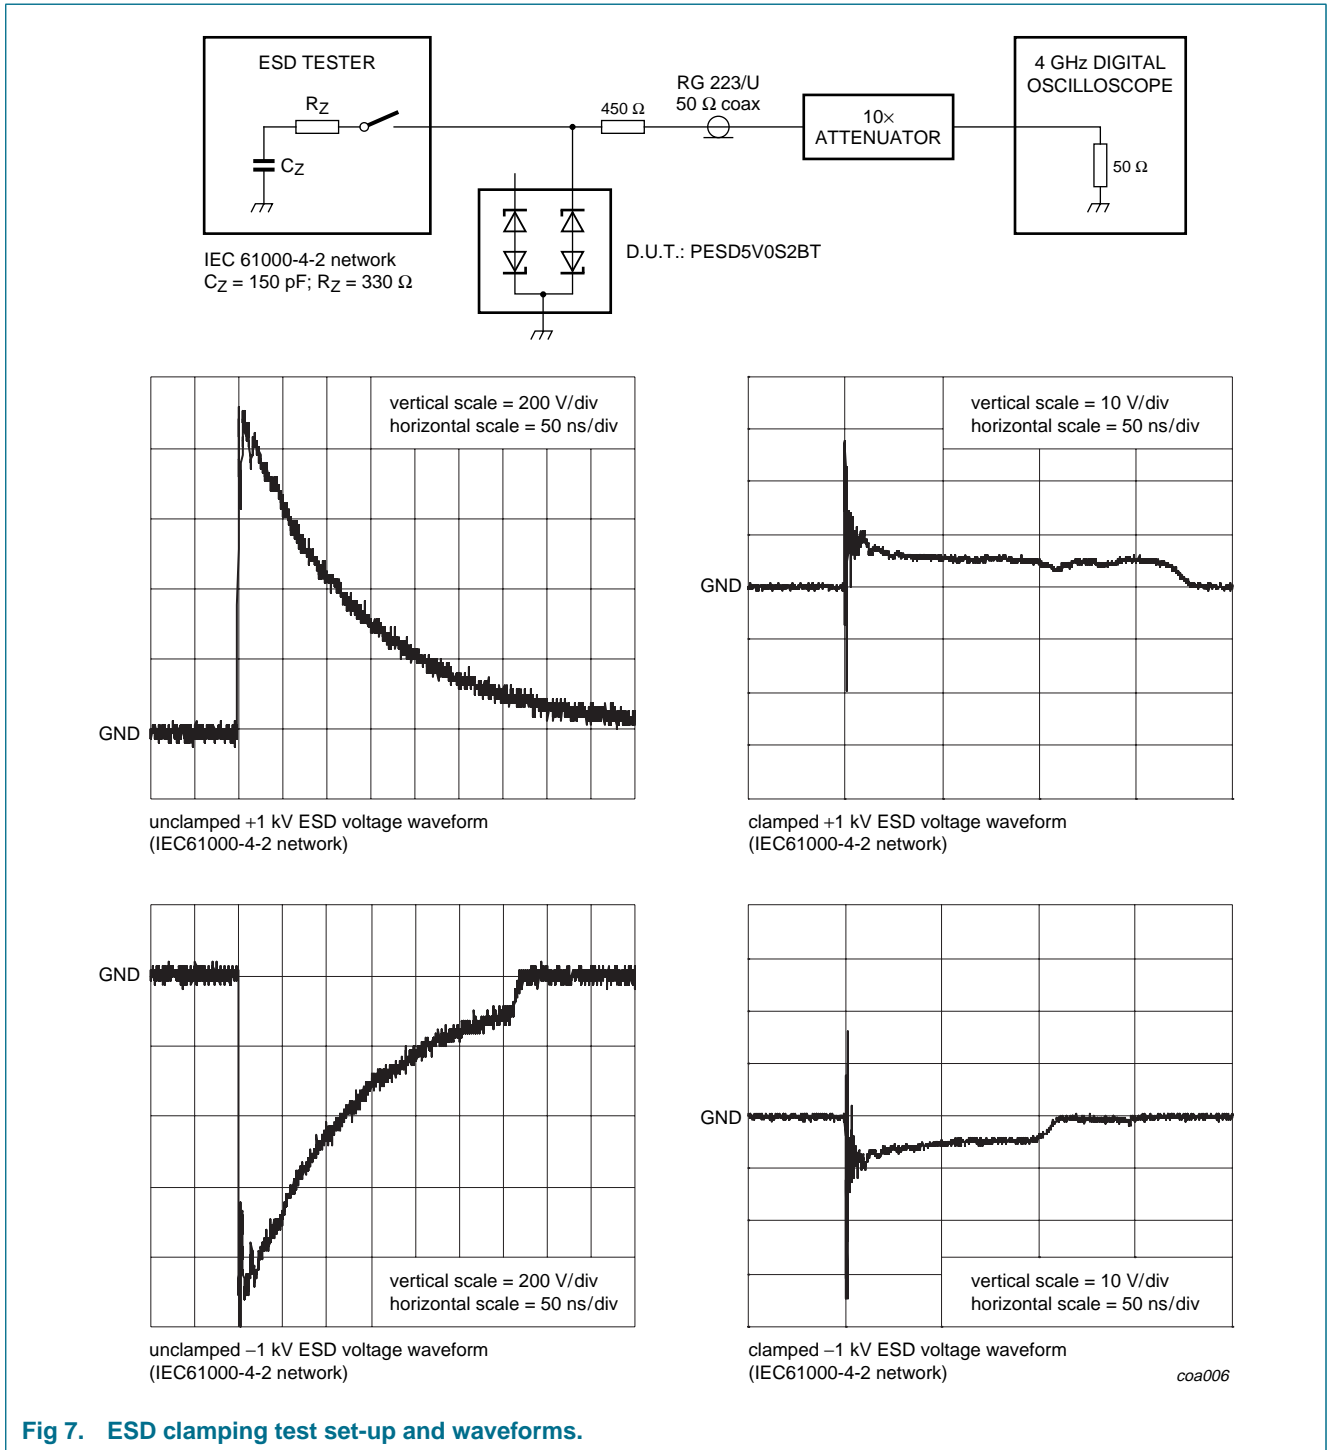 ESD TESTER
RZ
CZ
IEC 61000-4-2 network
CZ = 150 pF; RZ = 330 Ω
450 Ω
RG 223/U
50 Ω coax
10×
ATTENUATOR
4 GHz DIGITAL
OSCILLOSCOPE
50 Ω
D.U.T.: PESD5V0S2BT
vertical scale = 200 V/div
horizontal scale = 50 ns/div
GND
unclamped +1 kV ESD voltage waveform
(IEC61000-4-2 network)
vertical scale = 10 V/div
horizontal scale = 50 ns/div
GND
clamped +1 kV ESD voltage waveform
(IEC61000-4-2 network)
GND
vertical scale = 200 V/div
horizontal scale = 50 ns/div
unclamped −1 kV ESD voltage waveform
(IEC61000-4-2 network)
GND
vertical scale = 10 V/div
horizontal scale = 50 ns/div
clamped −1 kV ESD voltage waveform
(IEC61000-4-2 network)
coa006
Fig 7. ESD clamping test set-up and waveforms.